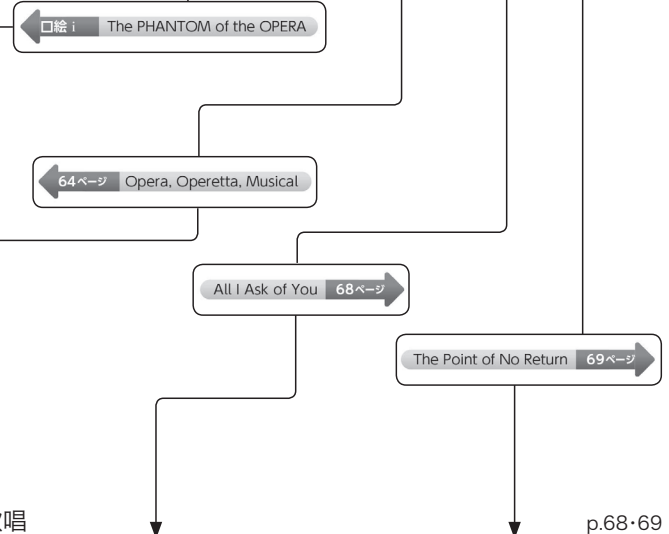 口絵 i The PHANTOM of the OPERA
64ページ Opera, Operetta, Musical
All I Ask of You 68ページ
The Point of No Return 69ページ
唱
p.68・69